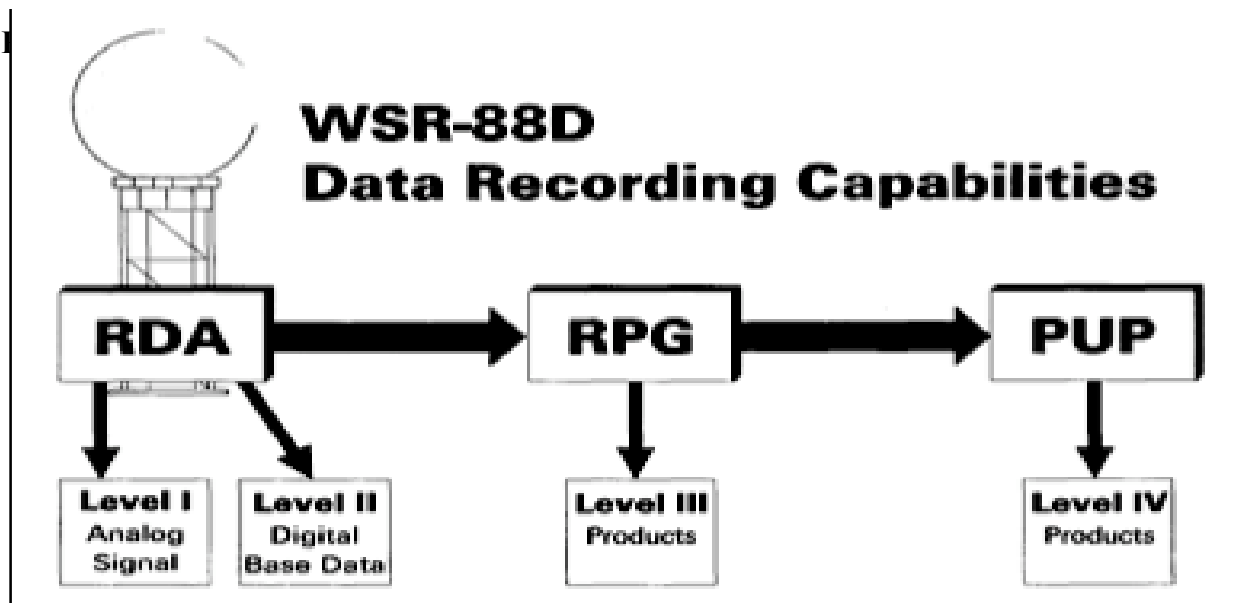 WSR-88D
Data Recording Capabilities
RDA
RPG
PUP
Level I
Analog
Signal
Level II
Digital
Base Data
Level III
Products
Level IV
Products